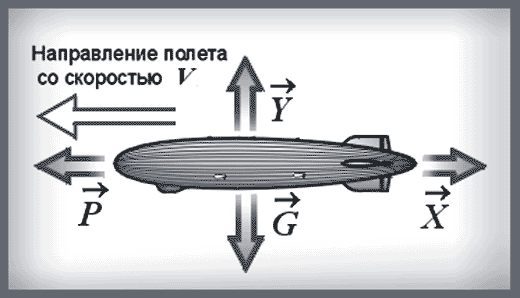 Направление полета
со скоростью V
Y
P
G
X